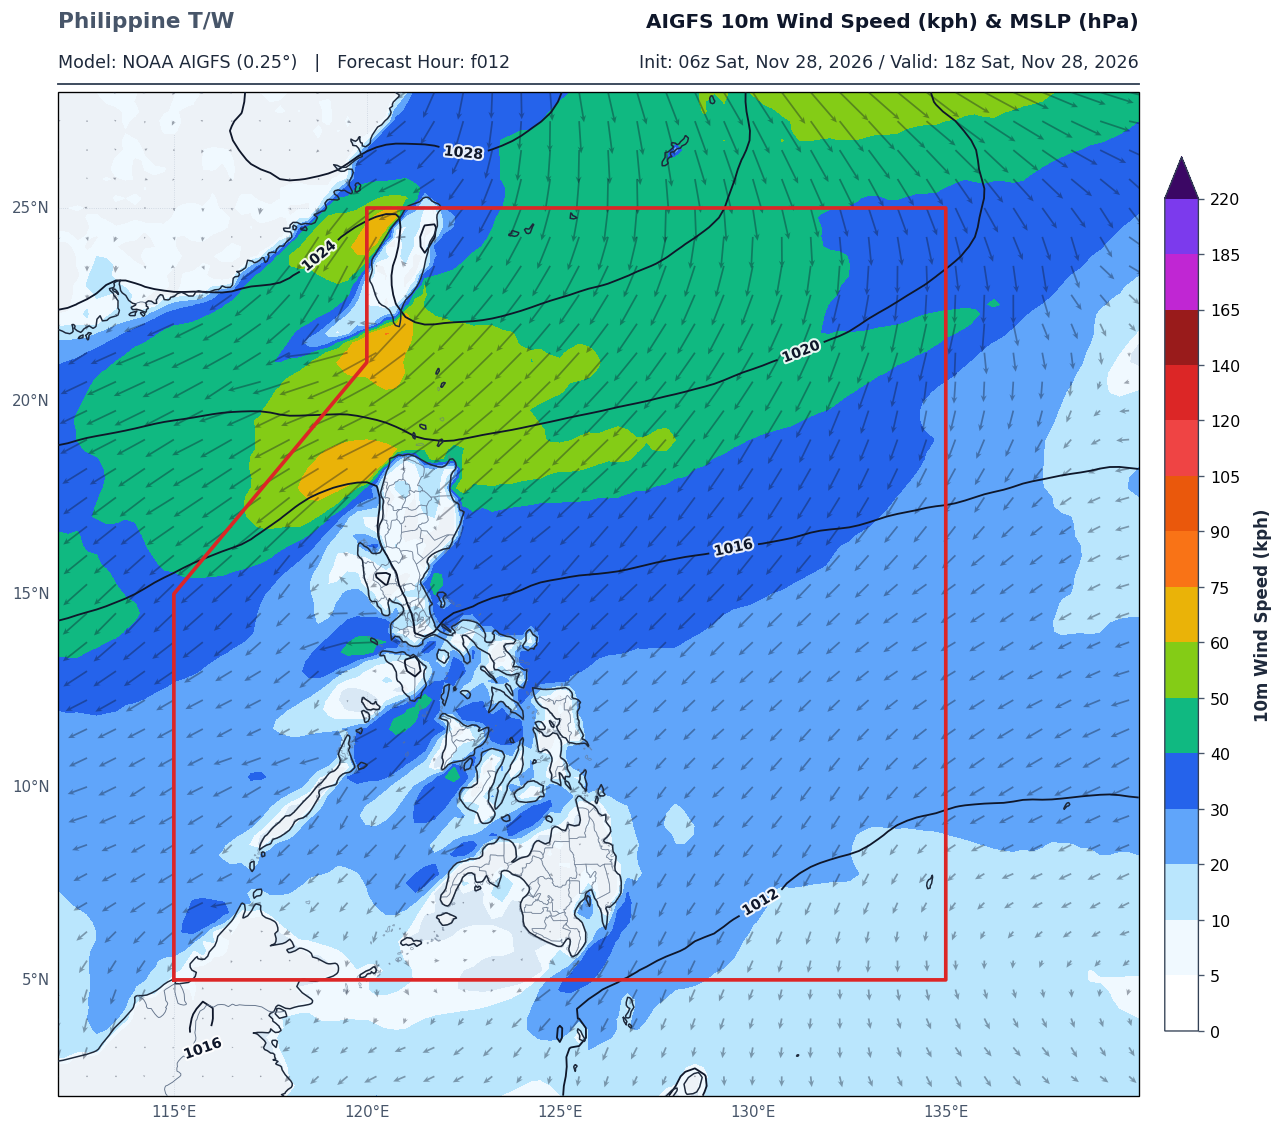 Philippine T/W
AIGFS 10m Wind Speed (kph) & MSLP (hPa)
Model: NOAA AIGFS (0.25°)   |   Forecast Hour: f012
Init: 06z Sat, Nov 28, 2026 / Valid: 18z Sat, Nov 28, 2026
1028
1024
1020
1016
1012
1016
25°N
20°N
15°N
10°N
5°N
115°E
120°E
125°E
130°E
135°E
220
185
165
140
120
105
90
75
60
50
40
30
20
10
5
0
10m Wind Speed (kph)